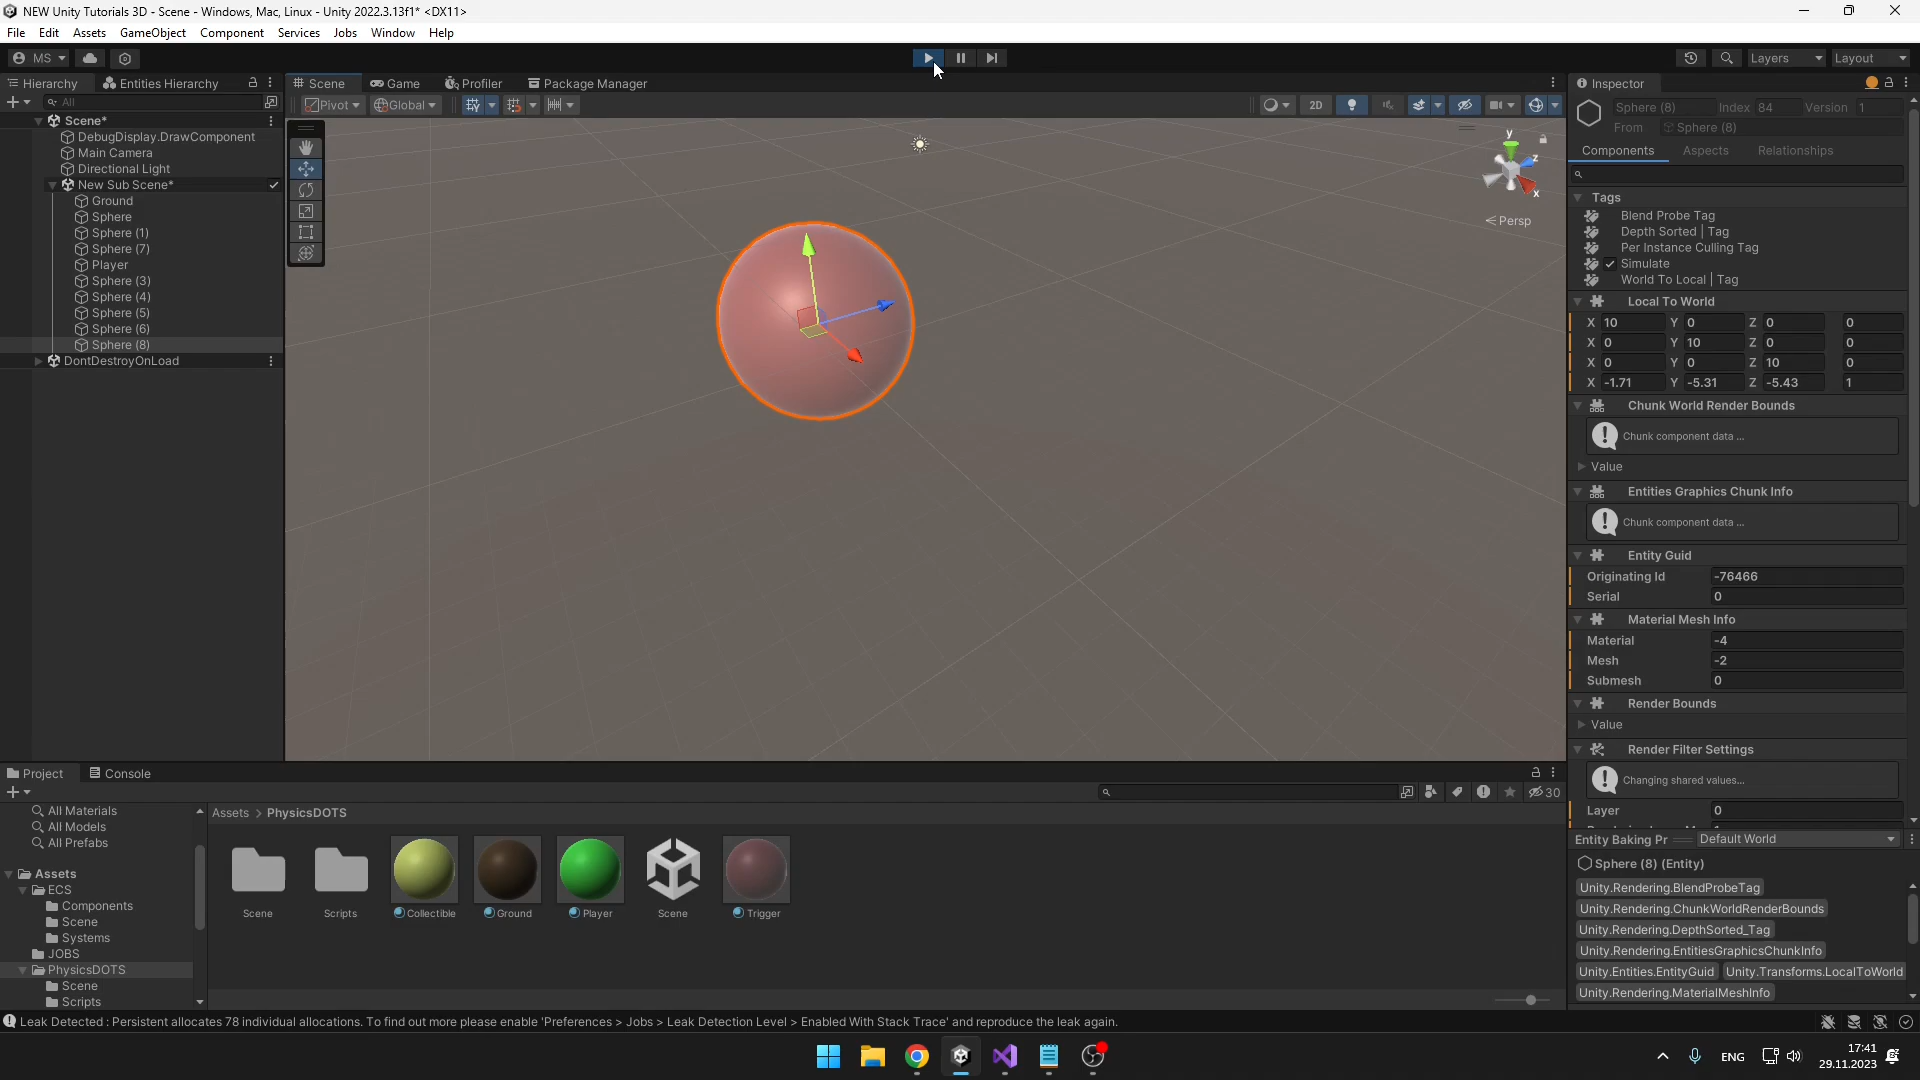 NEW Unity Tutorials 3D - Scene - Windows, Mac, Linux - Unity 2022.3.13f1* <DX11>
File Edit Assets GameObject Component Services Jobs Window Help
MS Layers Layout
Hierarchy Entities Hierarchy Scene Game Profiler Package Manager Inspector
All Pivot Global 2D Sphere (8) Index 84 Version 1
Scene*
From Sphere (8)
DebugDisplay.DrawComponent
Main Camera
Components Aspects Relationships
Directional Light
New Sub Scene*
Ground
Sphere
Sphere (1)
Sphere (7)
Player
Sphere (3)
Sphere (4)
Sphere (5)
Sphere (6)
Sphere (8)
DontDestroyOnLoad
y
z
x
Persp
Tags
Blend Probe Tag
Depth Sorted | Tag
Per Instance Culling Tag
Simulate
World To Local | Tag
Local To World
X 10 Y 0 Z 0 0
X 0 Y 10 Z 0 0
X 0 Y 0 Z 10 0
X -1.71 Y -5.31 Z -5.43 1
Chunk World Render Bounds
Chunk component data ...
Value
Entities Graphics Chunk Info
Chunk component data ...
Entity Guid
Originating Id -76466
Serial 0
Material Mesh Info
Material -4
Mesh -2
Submesh 0
Render Bounds
Value
Render Filter Settings
Changing shared values...
Layer 0
Entity Baking Pr Default World
Sphere (8) (Entity)
Unity.Rendering.BlendProbeTag
Unity.Rendering.ChunkWorldRenderBounds
Unity.Rendering.DepthSorted_Tag
Unity.Rendering.EntitiesGraphicsChunkInfo
Unity.Entities.EntityGuid Unity.Transforms.LocalToWorld
Unity.Rendering.MaterialMeshInfo
Project Console
30
All Materials
All Models
All Prefabs
Assets
ECS
Components
Scene
Systems
JOBS
PhysicsDOTS
Scene
Scripts
Assets > PhysicsDOTS
Scene Scripts Collectible Ground Player Scene Trigger
Leak Detected : Persistent allocates 78 individual allocations. To find out more please enable 'Preferences > Jobs > Leak Detection Level > Enabled With Stack Trace' and reproduce the leak again.
ENG
17:41
29.11.2023